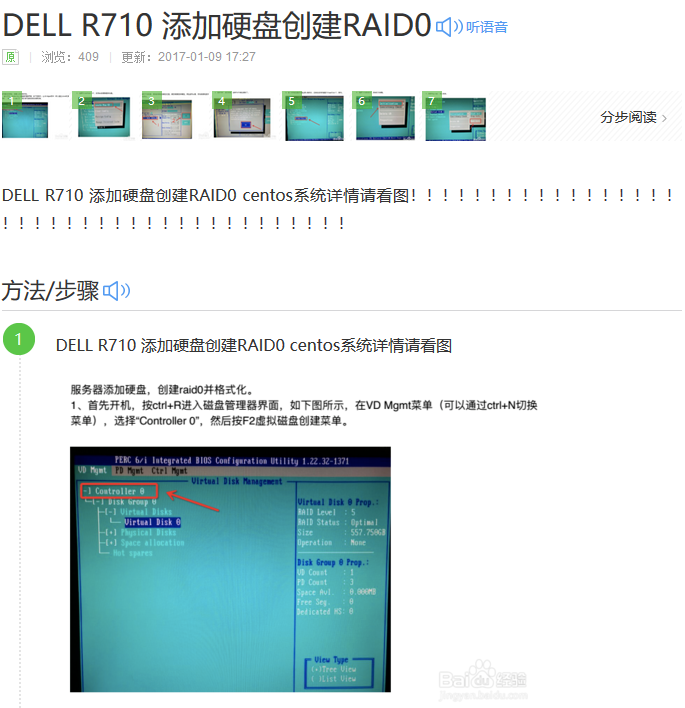 DELL R710 添加硬盘创建RAID0 听语音
原 浏览：409 更新：2017-01-09 17:27
1 2 3 4 5 6 7
分步阅读
DELL R710 添加硬盘创建RAID0 centos系统详情请看图！！！！！！！！！！！！！！！！！！
！！！！！！！！！！！！！！！！！！！！！！
方法/步骤
1 DELL R710 添加硬盘创建RAID0 centos系统详情请看图
服务器添加硬盘，创建raid0并格式化。
1、首先开机，按ctrl+R进入磁盘管理器界面，如下图所示，在VD Mgmt菜单（可以通过ctrl+N切换
菜单），选择“Controller 0”，然后按F2虚拟磁盘创建菜单。
PERC 6/i Integrated BIOS Configuration Utility 1.22.32-1371
VD Mgmt PD Mgmt Ctrl Mgmt
Virtual Disk Management
[-] Controller 0
[-] Disk Group 0
[-] Virtual Disks
Virtual Disk 0
[+] Physical Disks
[+] Space allocation
Hot spares
Virtual Disk 0 Prop.:
RAID Level : 5
RAID Status : Optimal
Size : 557.750GB
Operation : None
Disk Group 0 Prop.:
VD Count : 1
PD Count : 3
Space Avl. : 0.000MB
Free Seg. : 0
Dedicated HS: 0
View Type
(•)Tree View
( )List View
Baidu 经验
jingyan.baidu.com